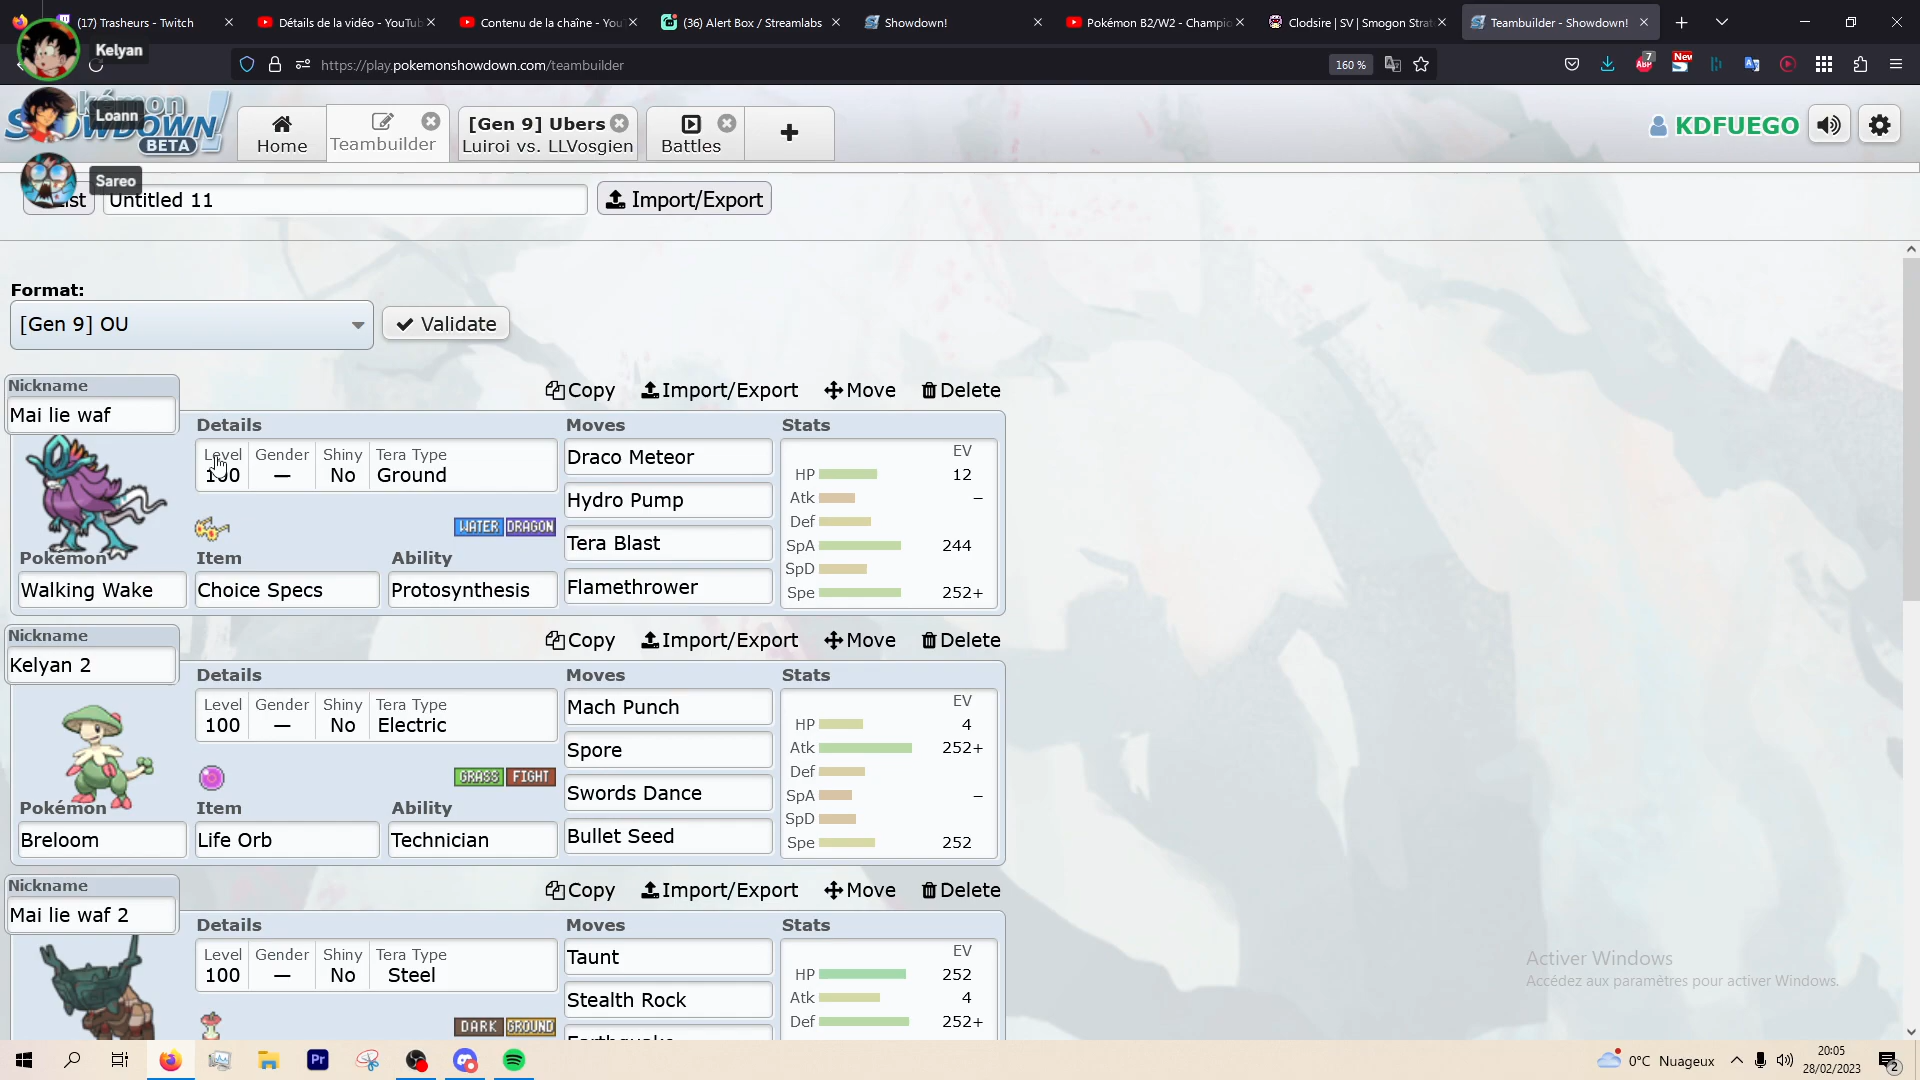 (17) Trasheurs - Twitch
Détails de la vidéo - YouTub
Contenu de la chaîne - You
(36) Alert Box / Streamlabs
Showdown!
Pokémon B2/W2 - Champio
Clodsire | SV | Smogon Strat
Teambuilder - Showdown!
Kelyan
https://play.pokemonshowdown.com/teambuilder
160 %
ABP
7
New
Loann
SHOWDOWN!
BETA
Home
Teambuilder
[Gen 9] Ubers
Luiroi vs. LLVosgien
Battles
KDFUEGO
Sareo
Untitled 11
Import/Export
Format:
[Gen 9] OU
Validate
Nickname
Mai lie waf
Copy
Import/Export
Move
Delete
Details
Moves
Stats
Level
Gender
Shiny
Tera Type
100
—
No
Ground
WATER
DRAGON
Pokémon
Item
Ability
Walking Wake
Choice Specs
Protosynthesis
Draco Meteor
Hydro Pump
Tera Blast
Flamethrower
EV
HP 12
Atk –
Def
SpA 244
SpD
Spe 252+
Nickname
Kelyan 2
Copy
Import/Export
Move
Delete
Details
Moves
Stats
Level
Gender
Shiny
Tera Type
100
—
No
Electric
GRASS
FIGHT
Pokémon
Item
Ability
Breloom
Life Orb
Technician
Mach Punch
Spore
Swords Dance
Bullet Seed
EV
HP 4
Atk 252+
Def
SpA –
SpD
Spe 252
Nickname
Mai lie waf 2
Copy
Import/Export
Move
Delete
Details
Moves
Stats
Level
Gender
Shiny
Tera Type
100
—
No
Steel
DARK
GROUND
Taunt
Stealth Rock
Earthquake
EV
HP 252
Atk 4
Def 252+
Activer Windows
Accédez aux paramètres pour activer Windows.
Pr
0°C Nuageux
20:05
28/02/2023
2